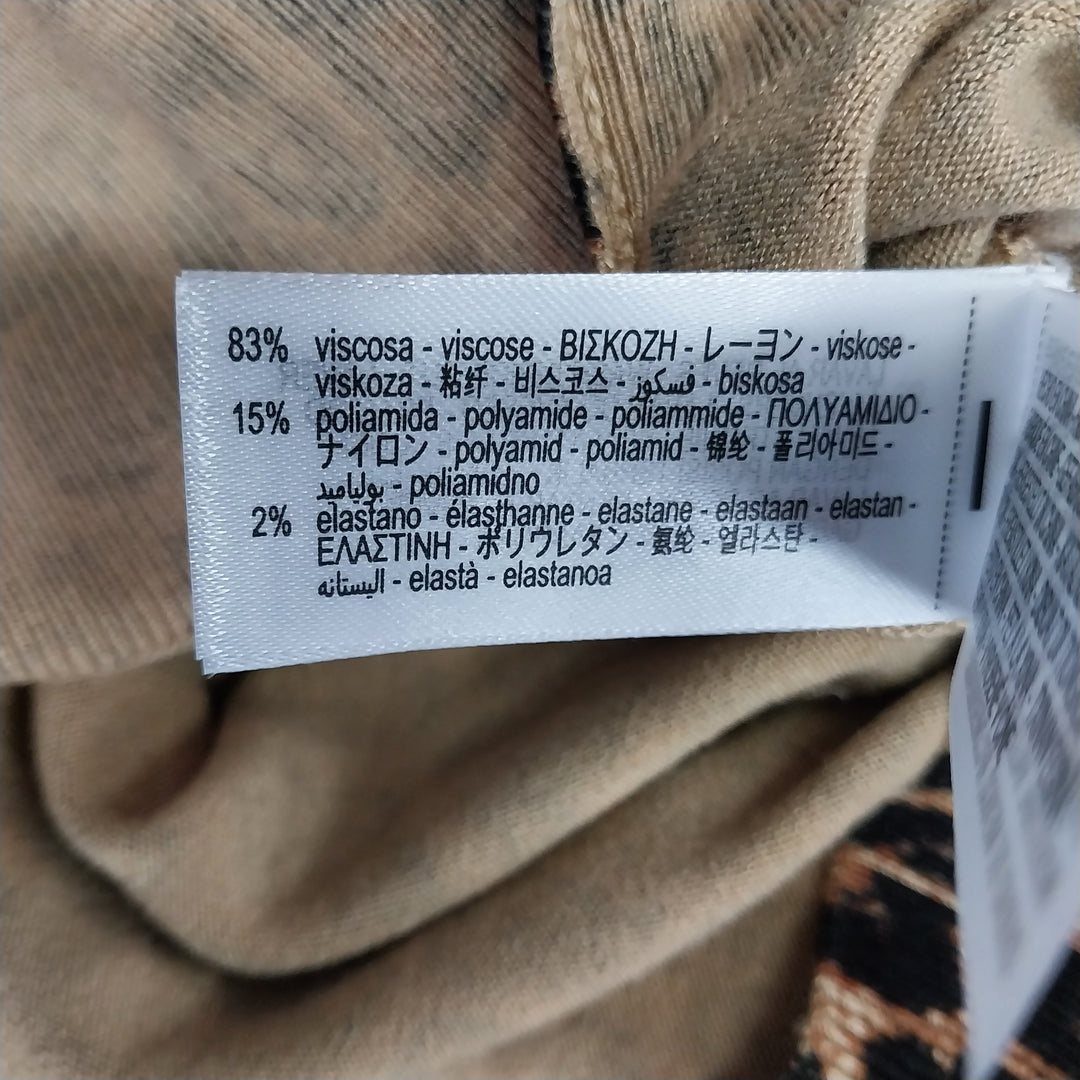 83% viscosa - viscose - ΒΙΣΚΟΖΗ - レーヨン - viskose -
viskoza - 粘纤 - 비스코스 - فسكوز - biskosa
15% poliamida - polyamide - poliammide - ΠΟΛΥΑΜΙΔΙΟ -
ナイロン - polyamid - poliamid - 锦纶 - 폴리아미드 -
بولياميد - poliamidno
2% elastano - élasthanne - elastane - elastaan - elastan -
ΕΛΑΣΤΙΝΗ - ポリウレタン - 氨纶 - 엘라스탄 -
اليستانه - elastà - elastanoa